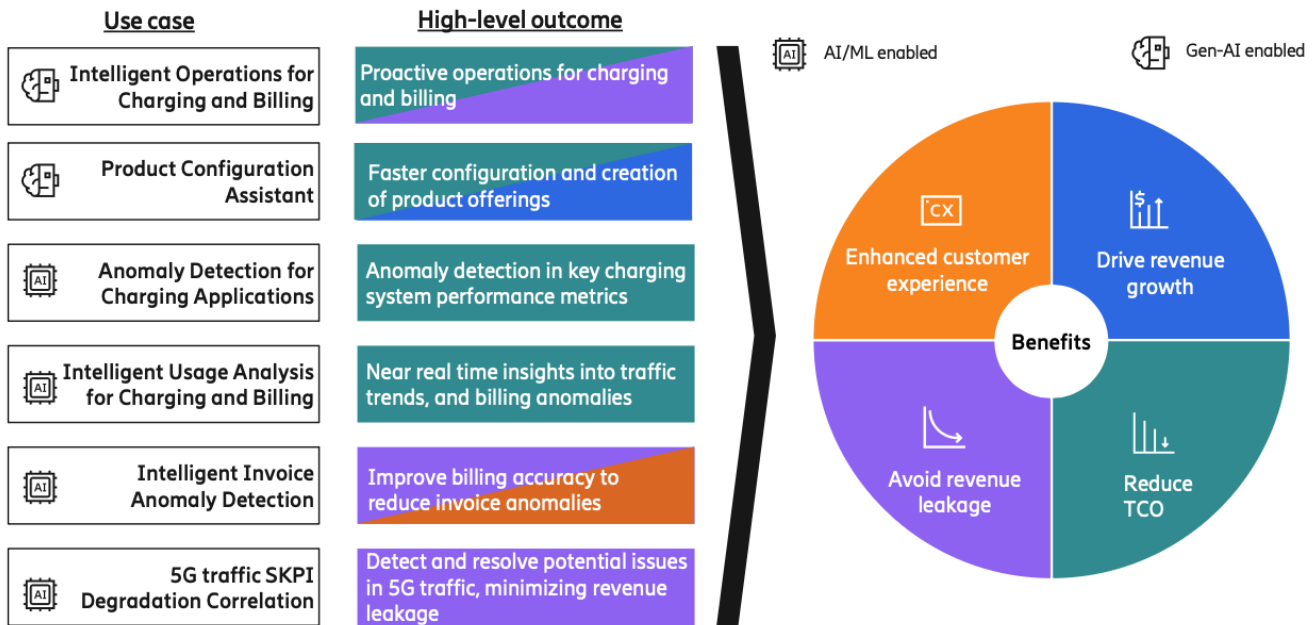 Use case
High-level outcome
AI AI/ML enabled
Gen-AI enabled
Intelligent Operations for
Charging and Billing
Proactive operations for charging
and billing
Product Configuration
Assistant
Faster configuration and creation
of product offerings
AI
Anomaly Detection for
Charging Applications
Anomaly detection in key charging
system performance metrics
AI
Intelligent Usage Analysis
for Charging and Billing
Near real time insights into traffic
trends, and billing anomalies
AI
Intelligent Invoice
Anomaly Detection
Improve billing accuracy to
reduce invoice anomalies
AI
5G traffic SKPI
Degradation Correlation
Detect and resolve potential issues
in 5G traffic, minimizing revenue
leakage
CX
Enhanced customer
experience
$
Drive revenue
growth
Benefits
Avoid revenue
leakage
Reduce
TCO